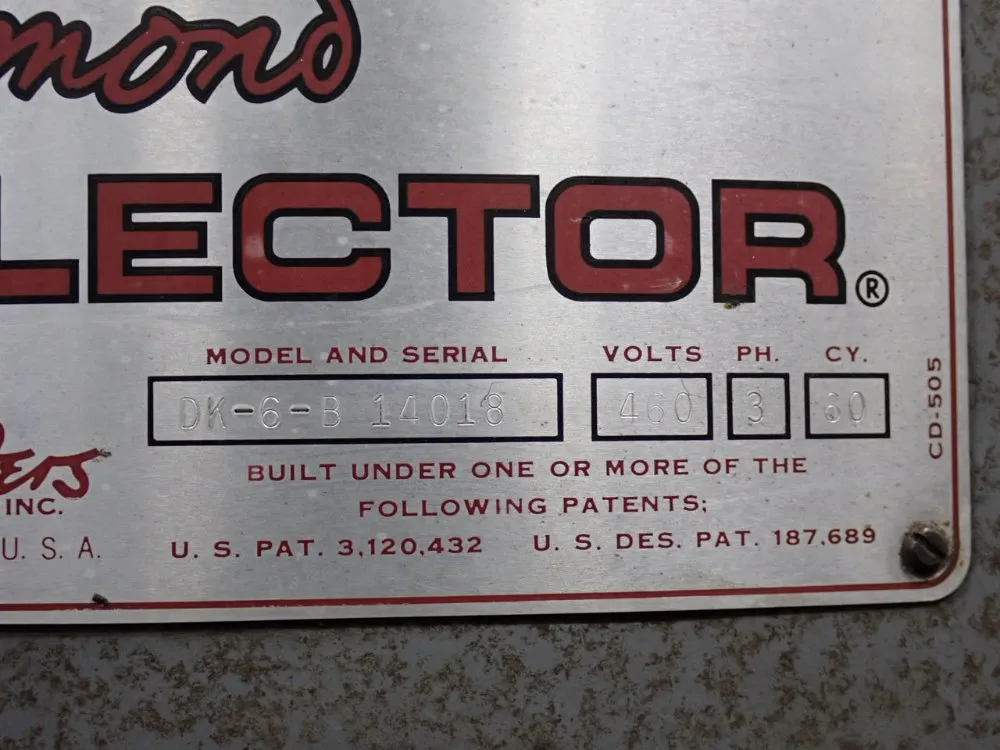 mond
LECTOR®
MODEL AND SERIAL VOLTS PH. CY.
DK-6-B 14018 460 3 60
CD-505
BUILT UNDER ONE OR MORE OF THE
FOLLOWING PATENTS;
INC.
U. S. A. U. S. PAT. 3,120,432 U. S. DES. PAT. 187,689